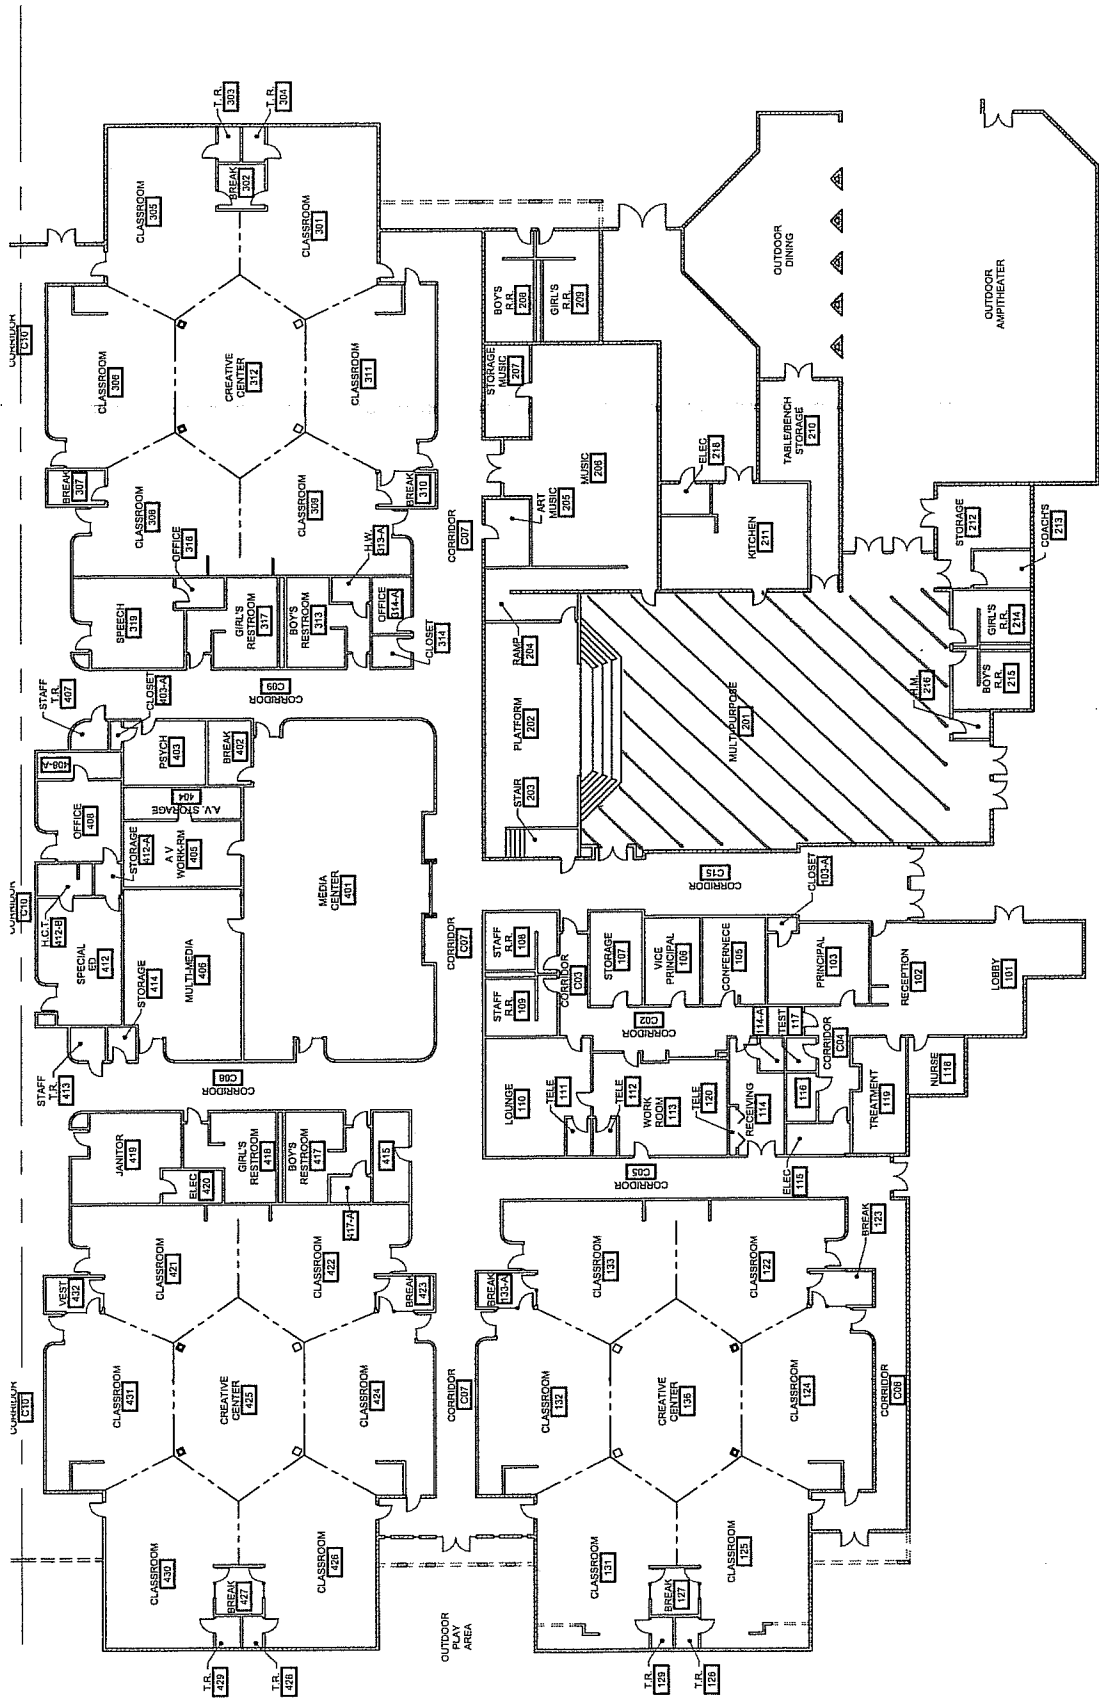 CORRIDOR
C10
CORRIDOR
C10
CORRIDOR
C10
T.R.
429
T.R.
428
CLASSROOM
430
BREAK
427
CLASSROOM
426
CLASSROOM
431
CREATIVE
CENTER
425
CLASSROOM
424
VEST
432
BREAK
423
CLASSROOM
421
CLASSROOM
422
JANITOR
419
ELEC
420
GIRL'S
RESTROOM
418
BOY'S
RESTROOM
417
417-A
415
CORRIDOR
C08
STAFF
T.R.
413
STORAGE
414
SPECIAL
ED
412
H.C.T.
412-B
STORAGE
412-A
MULTI-MEDIA
406
A V
WORK-RM
405
A.V. STORAGE
404
OFFICE
408
408-A
STAFF
T.R.
407
CLOSET
403-A
PSYCH
403
BREAK
402
MEDIA
CENTER
401
CORRIDOR
C09
SPEECH
319
OFFICE
318
GIRL'S
RESTROOM
317
BOY'S
RESTROOM
313
H.W.
313-A
OFFICE
314-A
CLOSET
314
BREAK
307
CLASSROOM
308
CLASSROOM
309
BREAK
310
CLASSROOM
306
CREATIVE
CENTER
312
CLASSROOM
311
CLASSROOM
305
BREAK
302
CLASSROOM
301
T. R.
303
T. R.
304
OUTDOOR
PLAY
AREA
CORRIDOR
C07
CORRIDOR
C07
CORRIDOR
C07
T.R.
129
T.R.
126
CLASSROOM
131
BREAK
127
CLASSROOM
125
CLASSROOM
132
CREATIVE
CENTER
136
CLASSROOM
124
CORRIDOR
C06
BREAK
133-A
CLASSROOM
133
CLASSROOM
122
BREAK
123
CORRIDOR
C05
LOUNGE
110
TELE
111
TELE
112
WORK
ROOM
113
TELE
120
RECEIVING
114
114-A
ELEC
115
116
TEST
117
CORRIDOR
C04
TREATMENT
119
NURSE
118
STAFF
R.R.
109
STAFF
R.R.
108
CORRIDOR
C03
CORRIDOR
C02
STORAGE
107
VICE
PRINCIPAL
106
CONFERNECE
105
PRINCIPAL
103
CLOSET
103-A
RECEPTION
102
LOBBY
101
CORRIDOR
C15
STAIR
203
PLATFORM
202
RAMP
204
MULTI-PURPOSE
201
H.M.
216
BOY'S
R.R.
215
GIRL'S
R.R.
214
COACH'S
213
STORAGE
212
ART
MUSIC
205
MUSIC
206
STORAGE
MUSIC
207
BOY'S
R.R.
208
GIRL'S
R.R.
209
ELEC
218
KITCHEN
211
TABLE/BENCH
STORAGE
210
OUTDOOR
DINING
OUTDOOR
AMPITHEATER